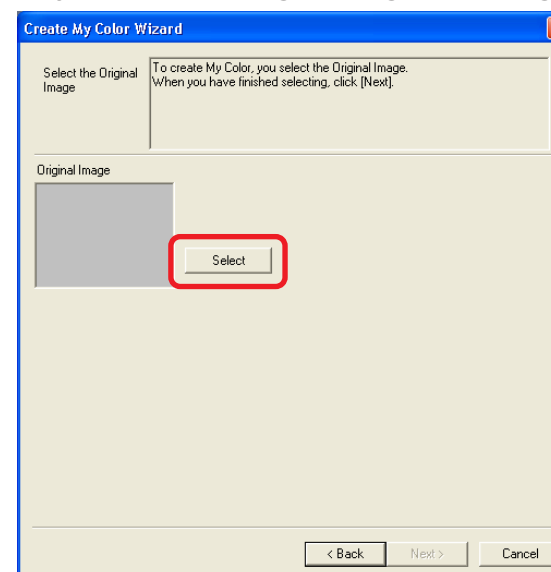 Create My Color Wizard
Select the Original
Image
To create My Color, you select the Original Image.
When you have finished selecting, click [Next].
Original Image
Select
< Back
Next >
Cancel